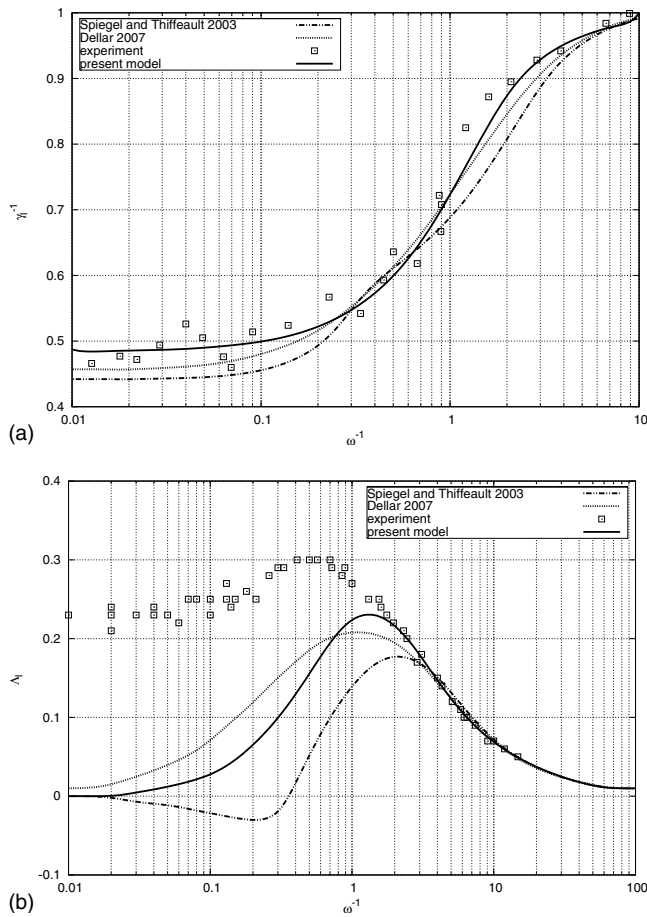 Spiegel and Thiffeault 2003
Dellar 2007
experiment
present model
1
0.9
0.8
0.7
0.6
0.5
0.4
γl-1
0.01 0.1 1 10
ω-1
(a)
Spiegel and Thiffeault 2003
Dellar 2007
experiment
present model
0.4
0.3
0.2
0.1
0
-0.1
Λl
0.01 0.1 1 10 100
ω-1
(b)